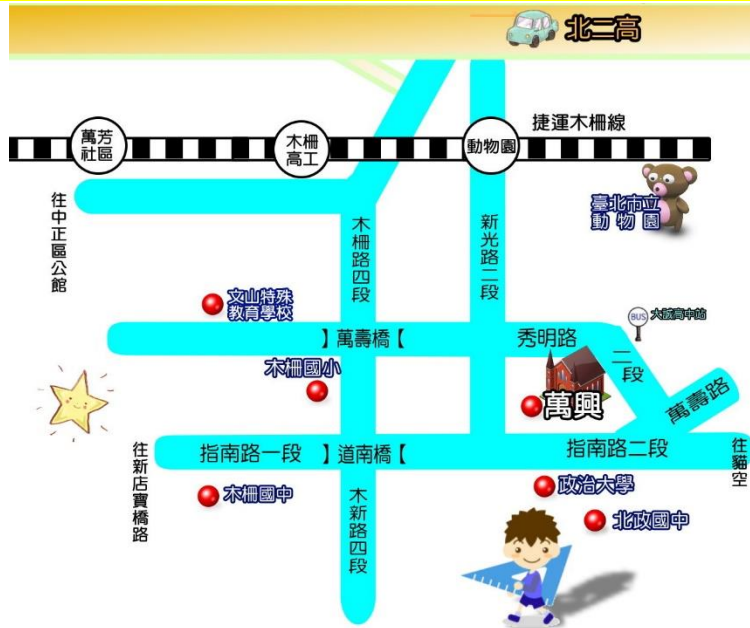 北二高
捷運木柵線
萬芳
社區
木柵
高工
動物園
臺北市立
動物園
往中正區公館
木柵路四段
新光路二段
文山特殊
教育學校
BUS
大誠高中站
】萬壽橋【
秀明路
二段
木柵國小
萬興
萬壽路
往新店寶橋路
指南路一段
】道南橋【
指南路二段
往貓空
木柵國中
木新路四段
政治大學
北政國中